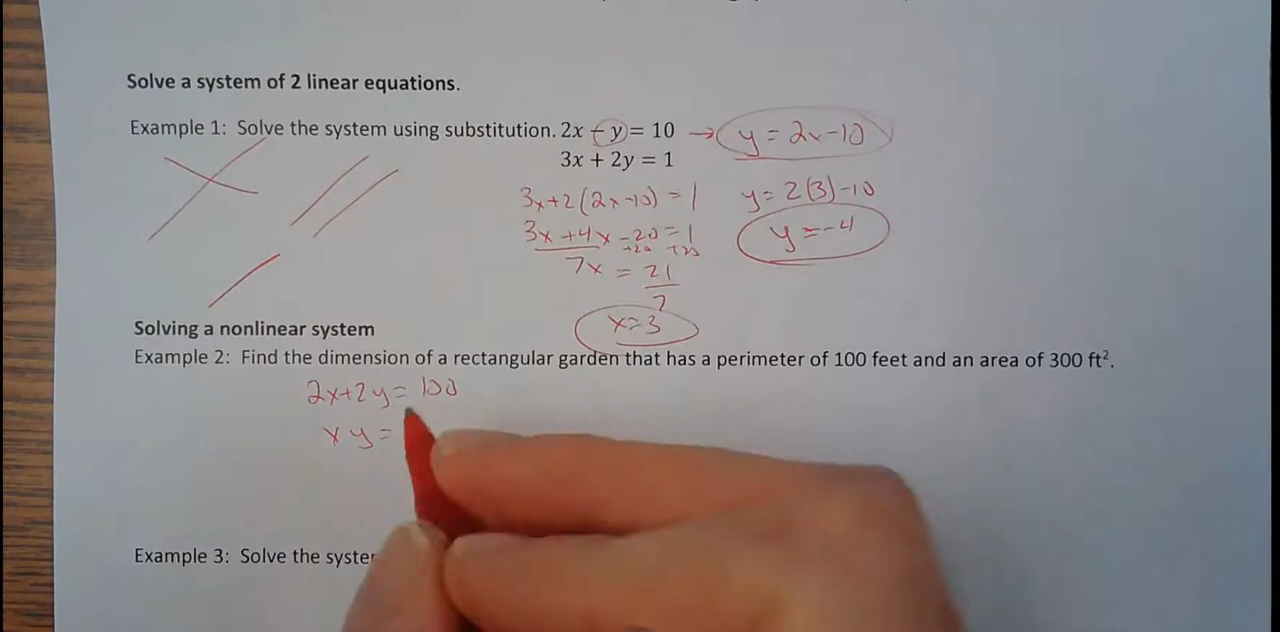 Solve a system of 2 linear equations.
Example 1: Solve the system using substitution. 2x − y = 10 → y = 2x-10
3x + 2y = 1
3x+2(2x-10) = 1
y = 2(3)-10
3x+4x-20=1
+20 +20
y=-4
7x = 21
7
x=3
Solving a nonlinear system
Example 2: Find the dimension of a rectangular garden that has a perimeter of 100 feet and an area of 300 ft².
2x+2y=100
xy=
Example 3: Solve the